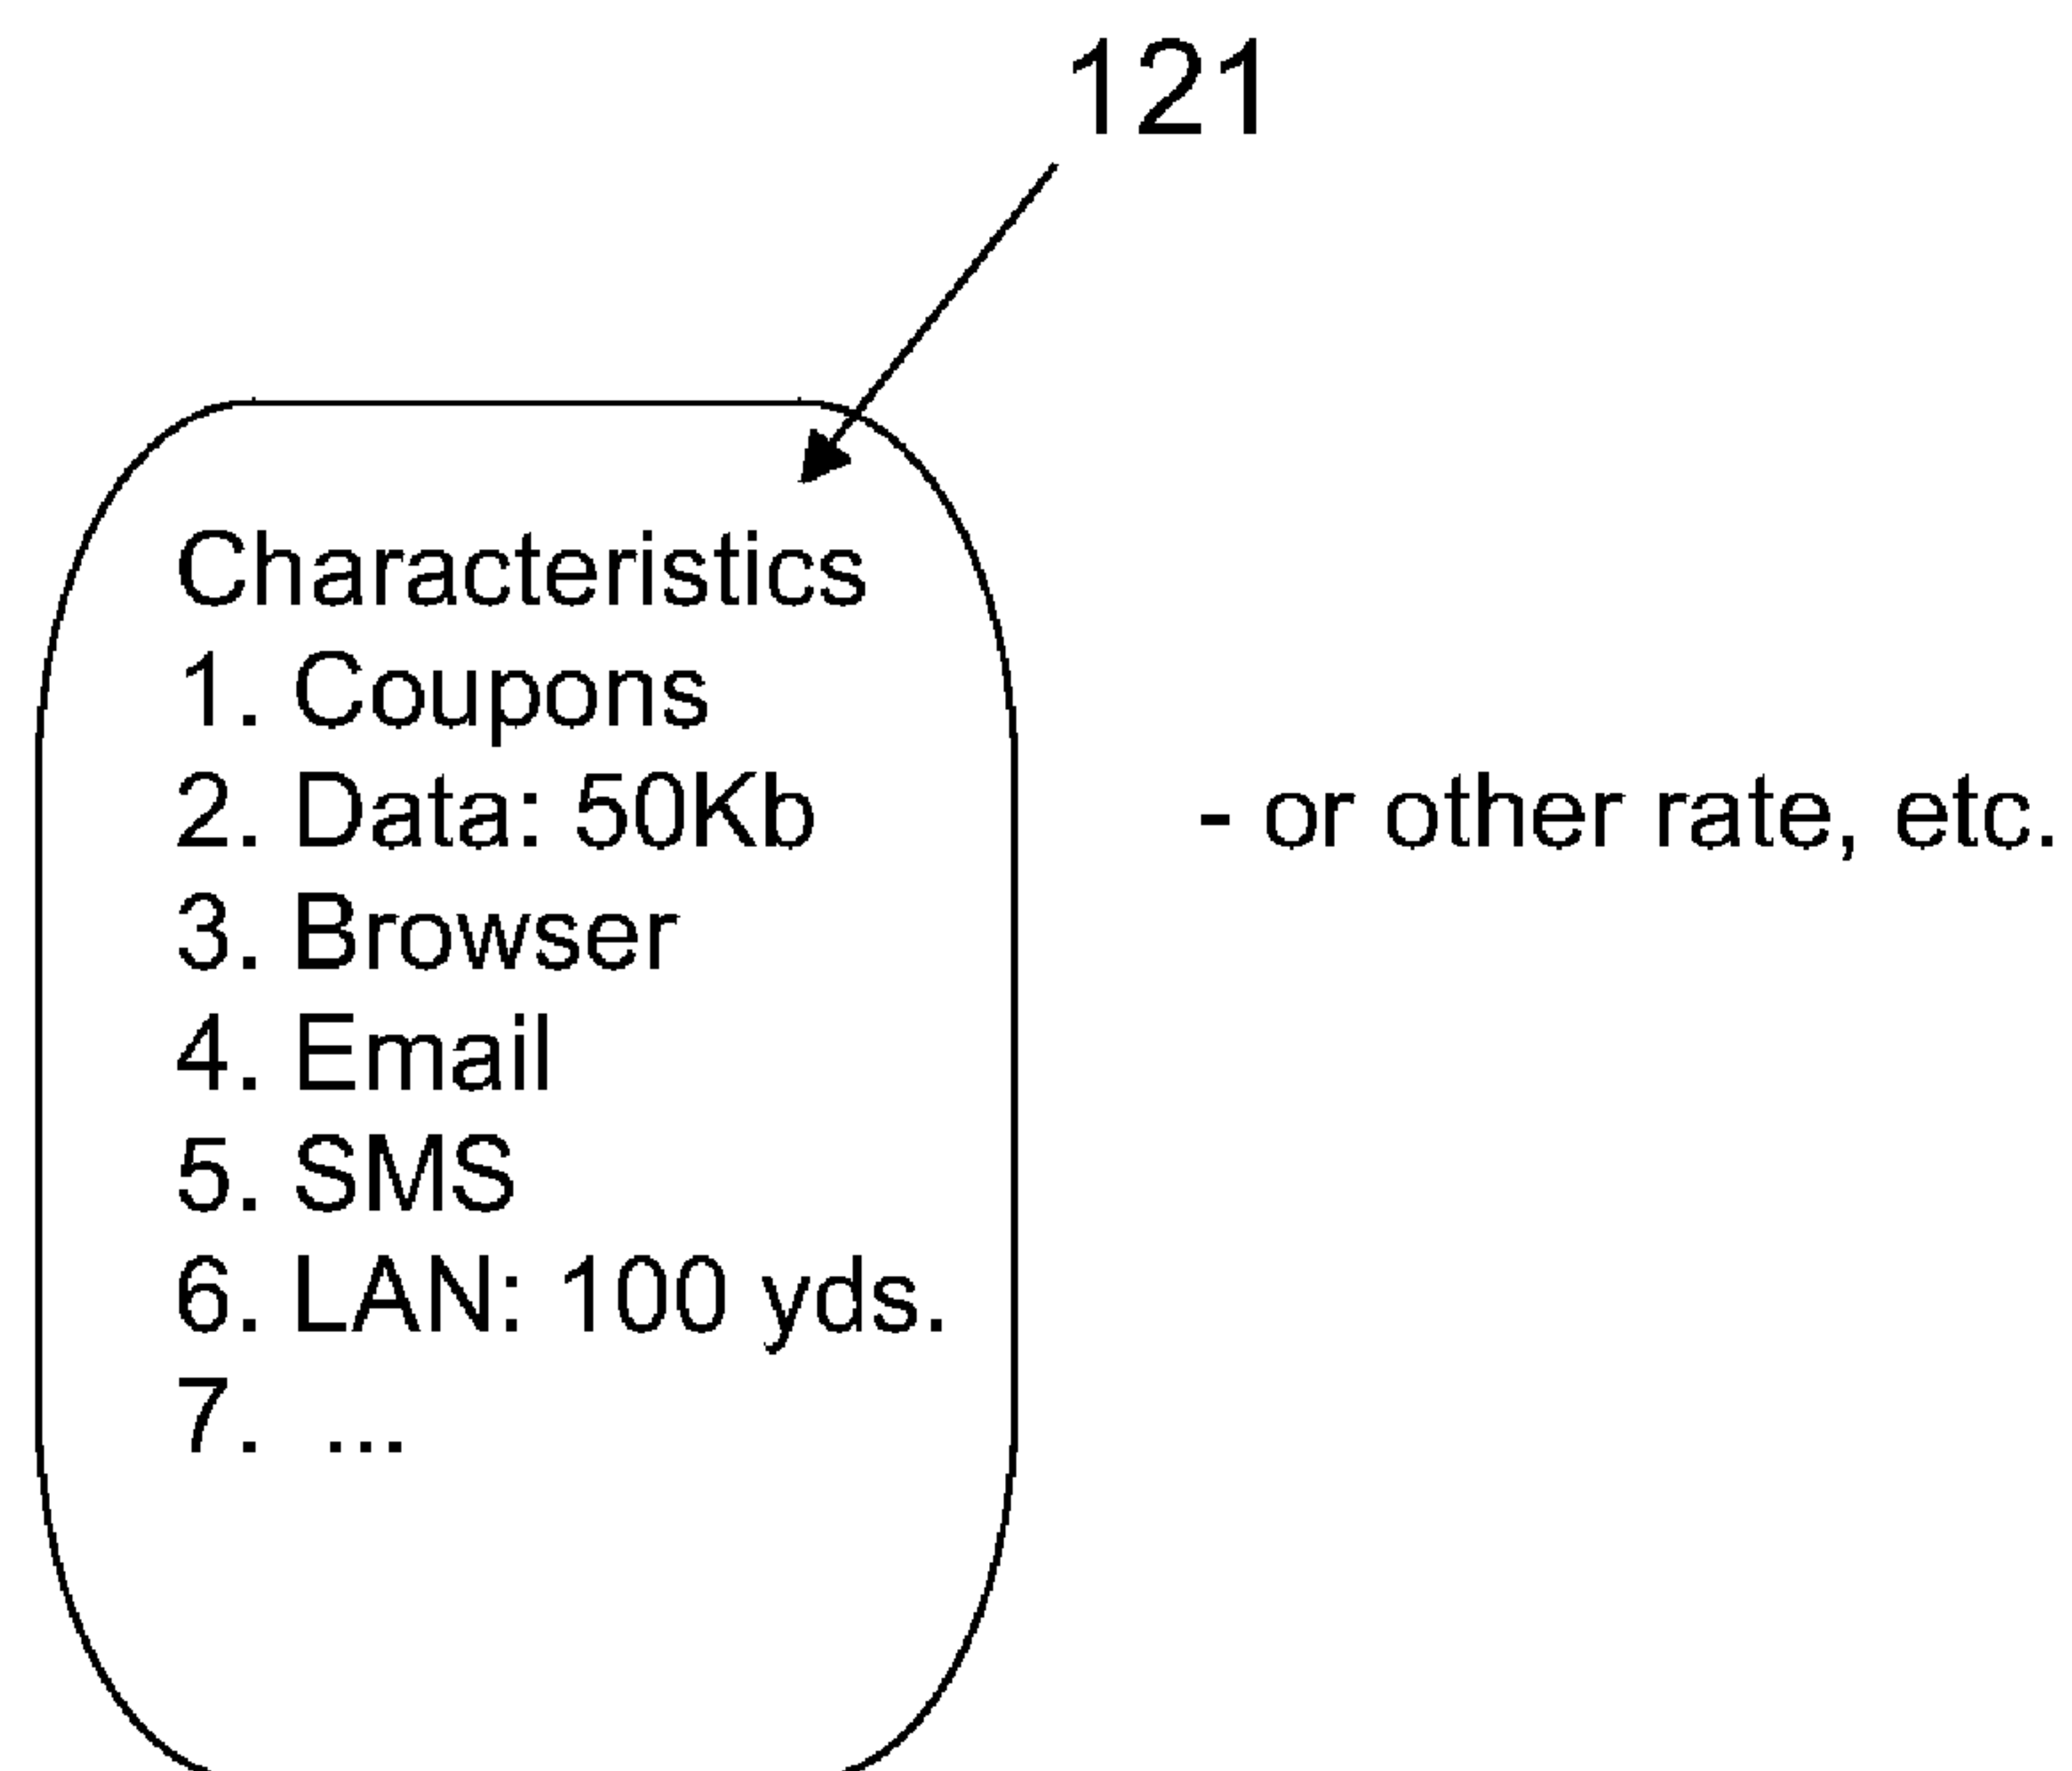 121
Characteristics
1. Coupons
2. Data: 50Kb - or other rate, etc.
3. Browser
4. Email
5. SMS
6. LAN: 100 yds.
7. ...